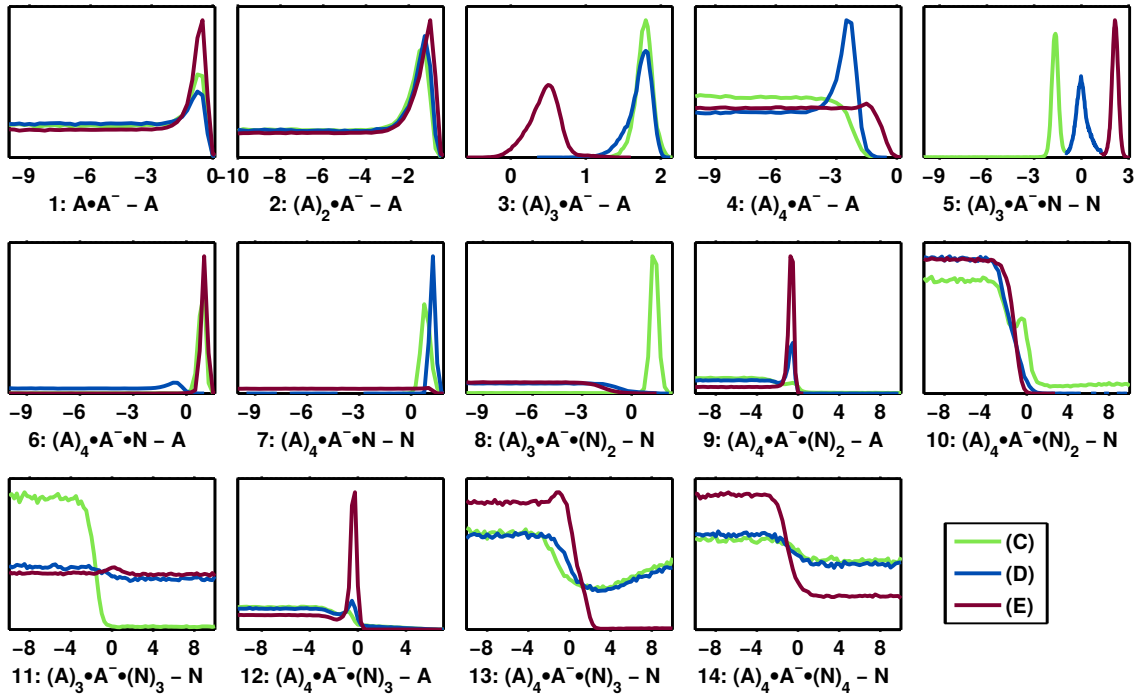 −9 −6 −3 0
1: A•A⁻ − A
−10 −6 −4 −2
2: (A)₂•A⁻ − A
0 1 2
3: (A)₃•A⁻ − A
−9 −6 −3 0
4: (A)₄•A⁻ − A
−9 −6 −3 0 3
5: (A)₃•A⁻•N − N
−9 −6 −3 0
6: (A)₄•A⁻•N − A
−9 −6 −3 0
7: (A)₄•A⁻•N − N
−9 −6 −3 0
8: (A)₃•A⁻•(N)₂ − N
−8 −4 0 4 8
9: (A)₄•A⁻•(N)₂ − A
−8 −4 0 4 8
10: (A)₄•A⁻•(N)₂ − N
−8 −4 0 4 8
11: (A)₃•A⁻•(N)₃ − N
−8 −4 0 4
12: (A)₄•A⁻•(N)₃ − A
−8 −4 0 4 8
13: (A)₄•A⁻•(N)₃ − N
−8 −4 0 4 8
14: (A)₄•A⁻•(N)₄ − N
(C)
(D)
(E)